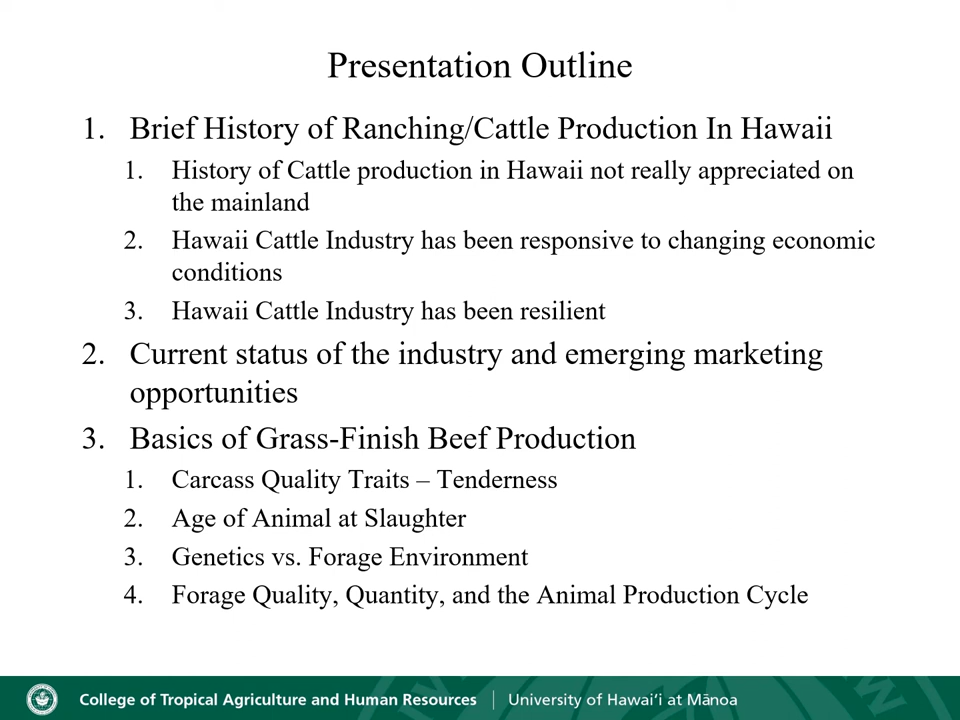 Presentation Outline
1. Brief History of Ranching/Cattle Production In Hawaii
1. History of Cattle production in Hawaii not really appreciated on
the mainland
2. Hawaii Cattle Industry has been responsive to changing economic
conditions
3. Hawaii Cattle Industry has been resilient
2. Current status of the industry and emerging marketing
opportunities
3. Basics of Grass-Finish Beef Production
1. Carcass Quality Traits – Tenderness
2. Age of Animal at Slaughter
3. Genetics vs. Forage Environment
4. Forage Quality, Quantity, and the Animal Production Cycle
College of Tropical Agriculture and Human Resources | University of Hawaiʻi at Mānoa